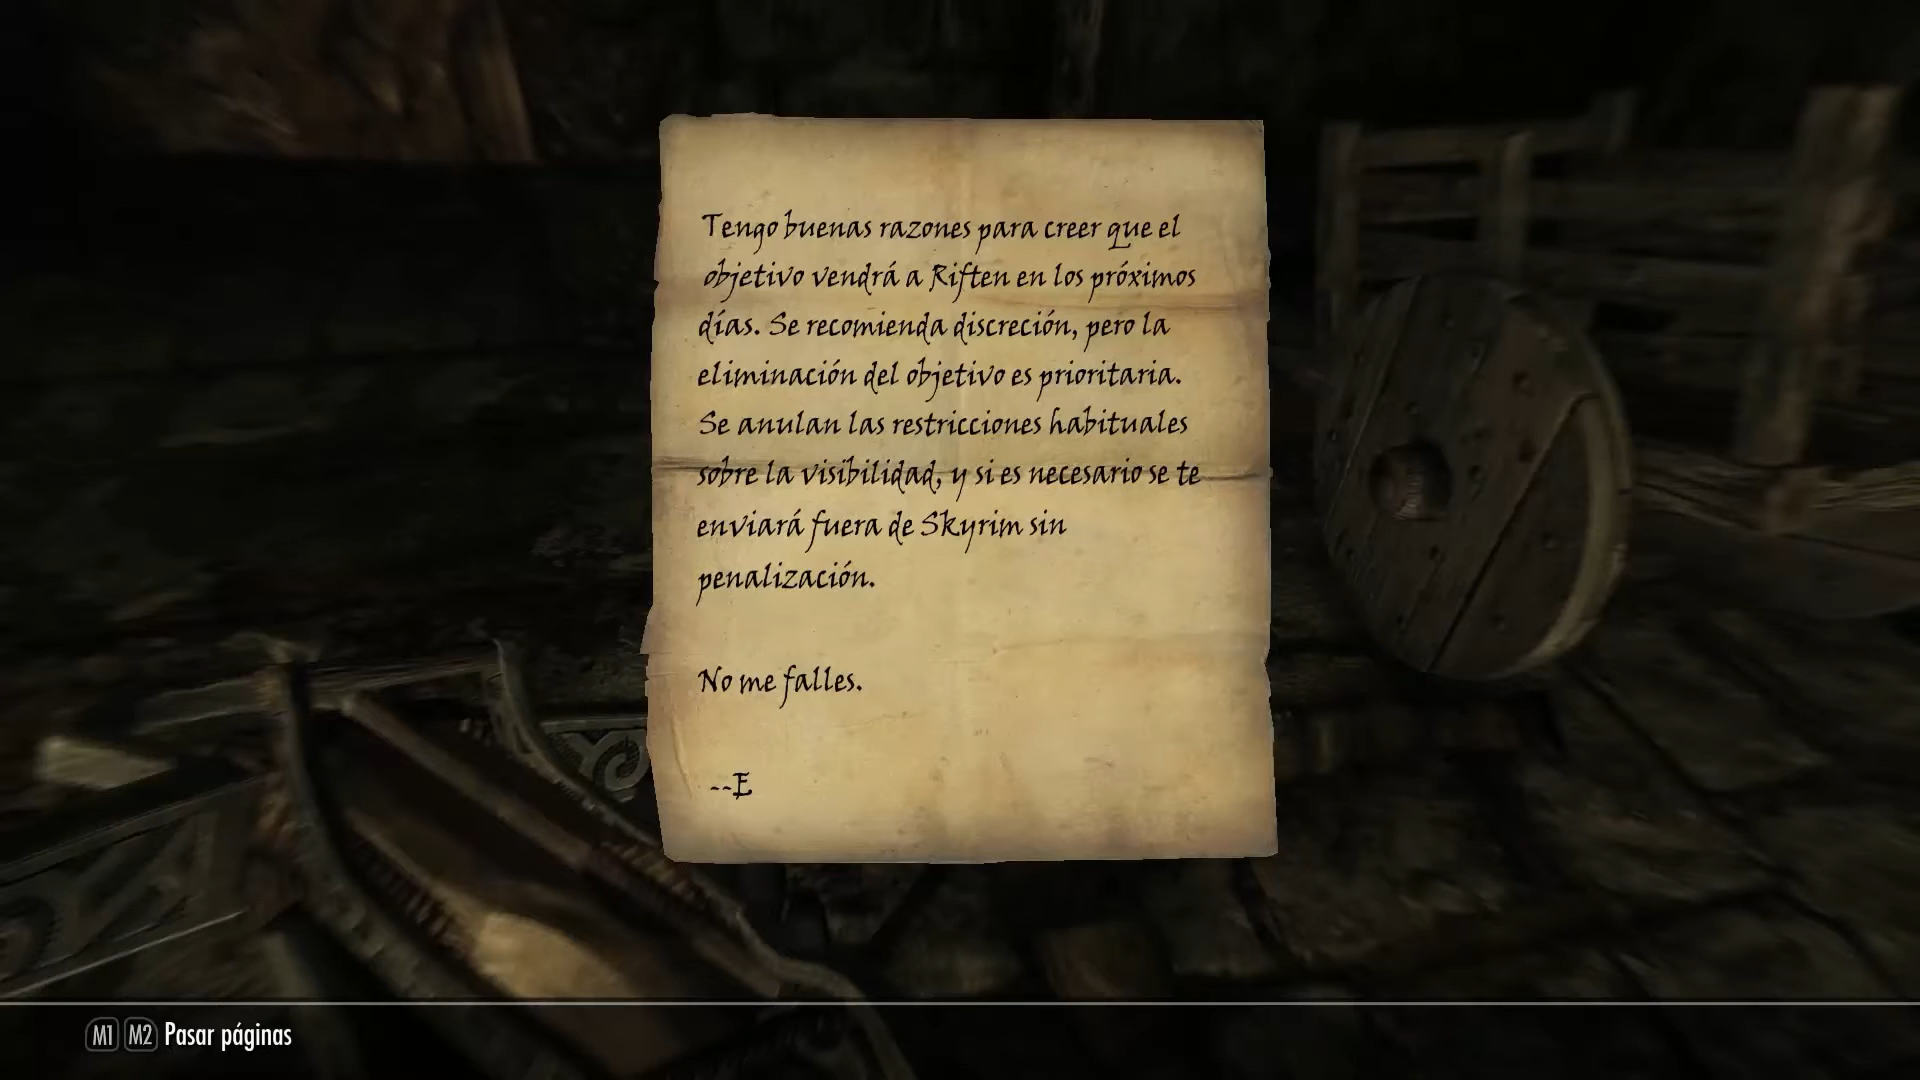 Tengo buenas razones para creer que el
objetivo vendrá a Riften en los próximos
días. Se recomienda discreción, pero la
eliminación del objetivo es prioritaria.
Se anulan las restricciones habituales
sobre la visibilidad, y si es necesario se te
enviará fuera de Skyrim sin
penalización.
No me falles.
--E
M1 M2 Pasar páginas